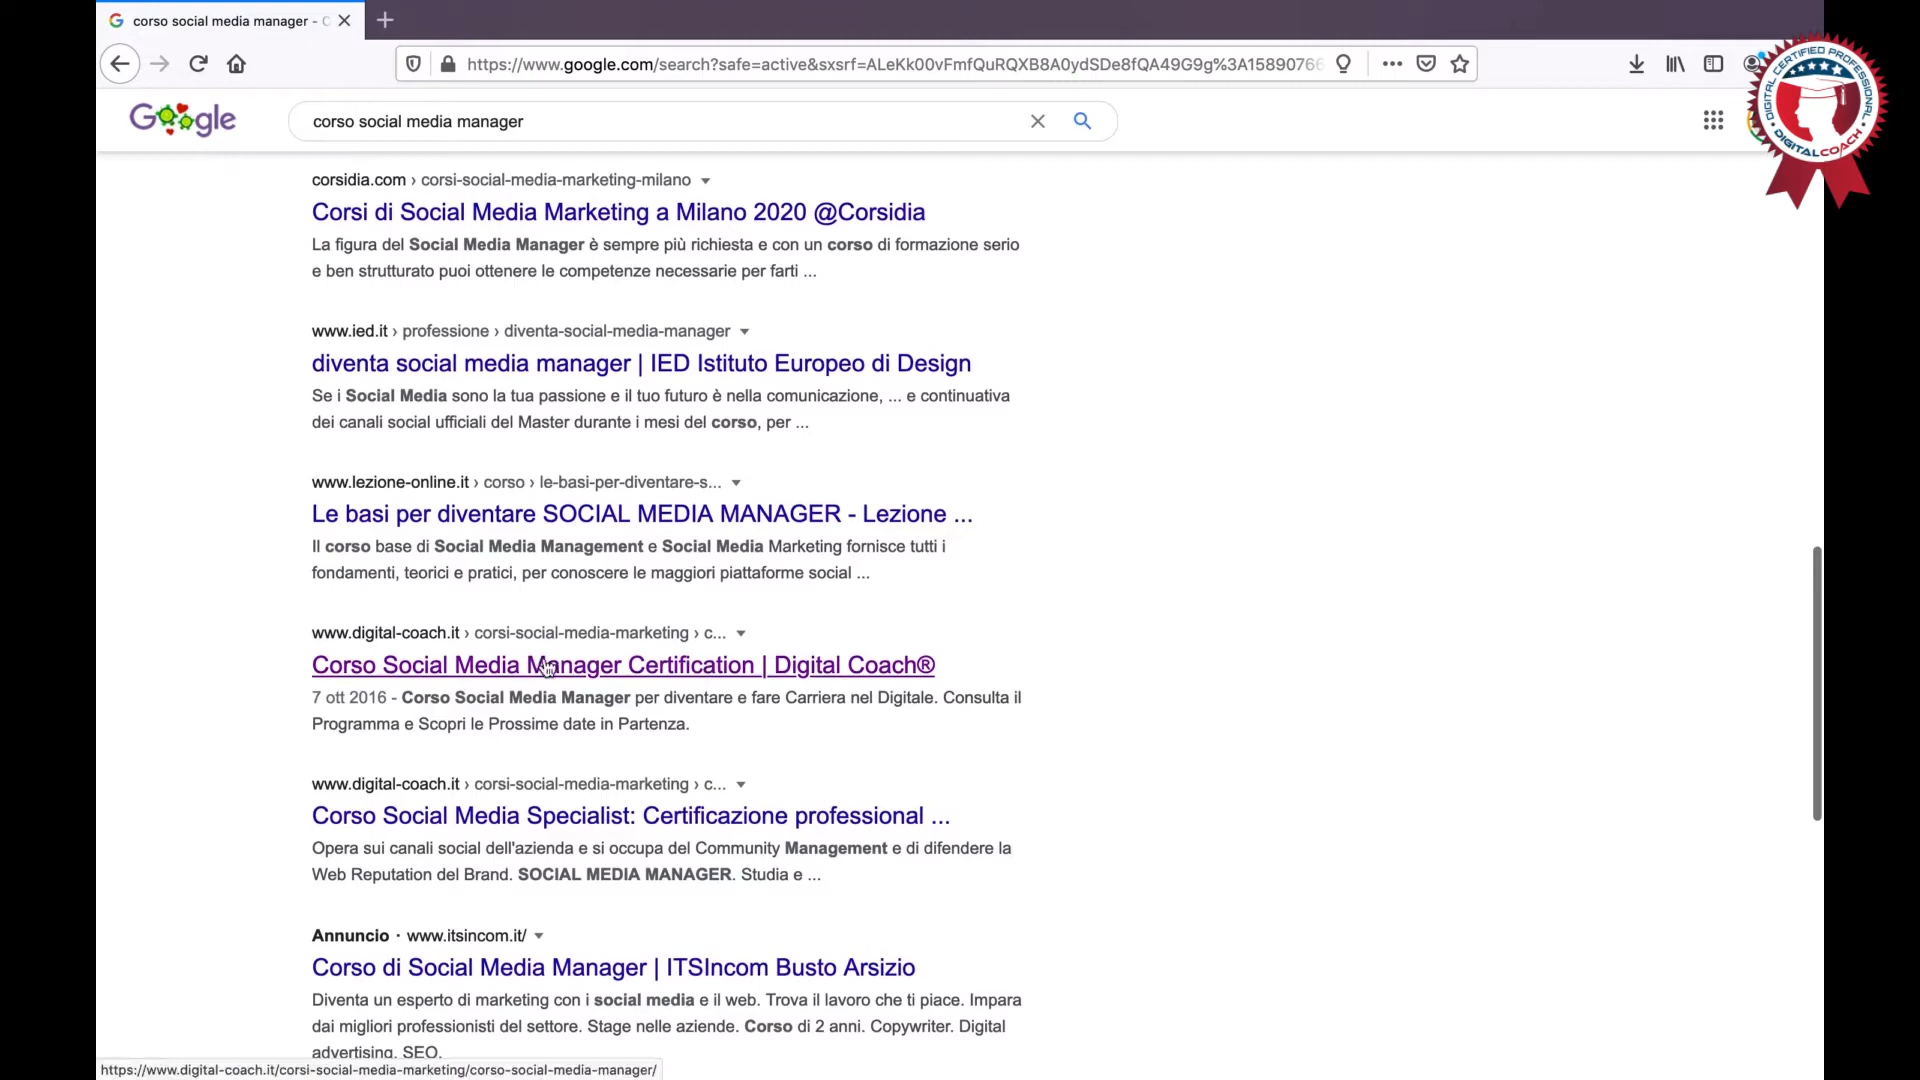 corso social media manager - C
https://www.google.com/search?safe=active&sxsrf=ALeKk00vFmfQuRQXB8A0ydSDe8fQA49G9g%3A1589076
Google
corso social media manager
DIGITAL CERTIFIED PROFESSIONAL
DIGITALCOACH
corsidia.com › corsi-social-media-marketing-milano
Corsi di Social Media Marketing a Milano 2020 @Corsidia
La figura del Social Media Manager è sempre più richiesta e con un corso di formazione serio
e ben strutturato puoi ottenere le competenze necessarie per farti ...
www.ied.it › professione › diventa-social-media-manager
diventa social media manager | IED Istituto Europeo di Design
Se i Social Media sono la tua passione e il tuo futuro è nella comunicazione, ... e continuativa
dei canali social ufficiali del Master durante i mesi del corso, per ...
www.lezione-online.it › corso › le-basi-per-diventare-s...
Le basi per diventare SOCIAL MEDIA MANAGER - Lezione ...
Il corso base di Social Media Management e Social Media Marketing fornisce tutti i
fondamenti, teorici e pratici, per conoscere le maggiori piattaforme social ...
www.digital-coach.it › corsi-social-media-marketing › c...
Corso Social Media Manager Certification | Digital Coach®
7 ott 2016 - Corso Social Media Manager per diventare e fare Carriera nel Digitale. Consulta il
Programma e Scopri le Prossime date in Partenza.
www.digital-coach.it › corsi-social-media-marketing › c...
Corso Social Media Specialist: Certificazione professional ...
Opera sui canali social dell'azienda e si occupa del Community Management e di difendere la
Web Reputation del Brand. SOCIAL MEDIA MANAGER. Studia e ...
Annuncio · www.itsincom.it/
Corso di Social Media Manager | ITSIncom Busto Arsizio
Diventa un esperto di marketing con i social media e il web. Trova il lavoro che ti piace. Impara
dai migliori professionisti del settore. Stage nelle aziende. Corso di 2 anni. Copywriter. Digital
advertising. SEO.
https://www.digital-coach.it/corsi-social-media-marketing/corso-social-media-manager/